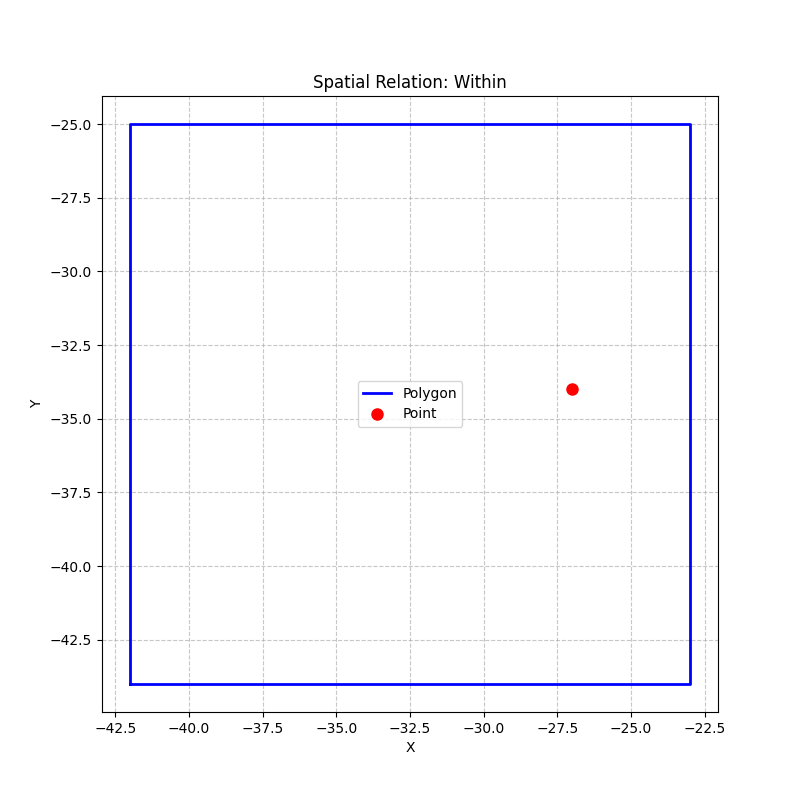 Spatial Relation: Within
−25.0
−27.5
−30.0
−32.5
−35.0
−37.5
−40.0
−42.5
Y
Polygon
Point
−42.5 −40.0 −37.5 −35.0 −32.5 −30.0 −27.5 −25.0 −22.5
X